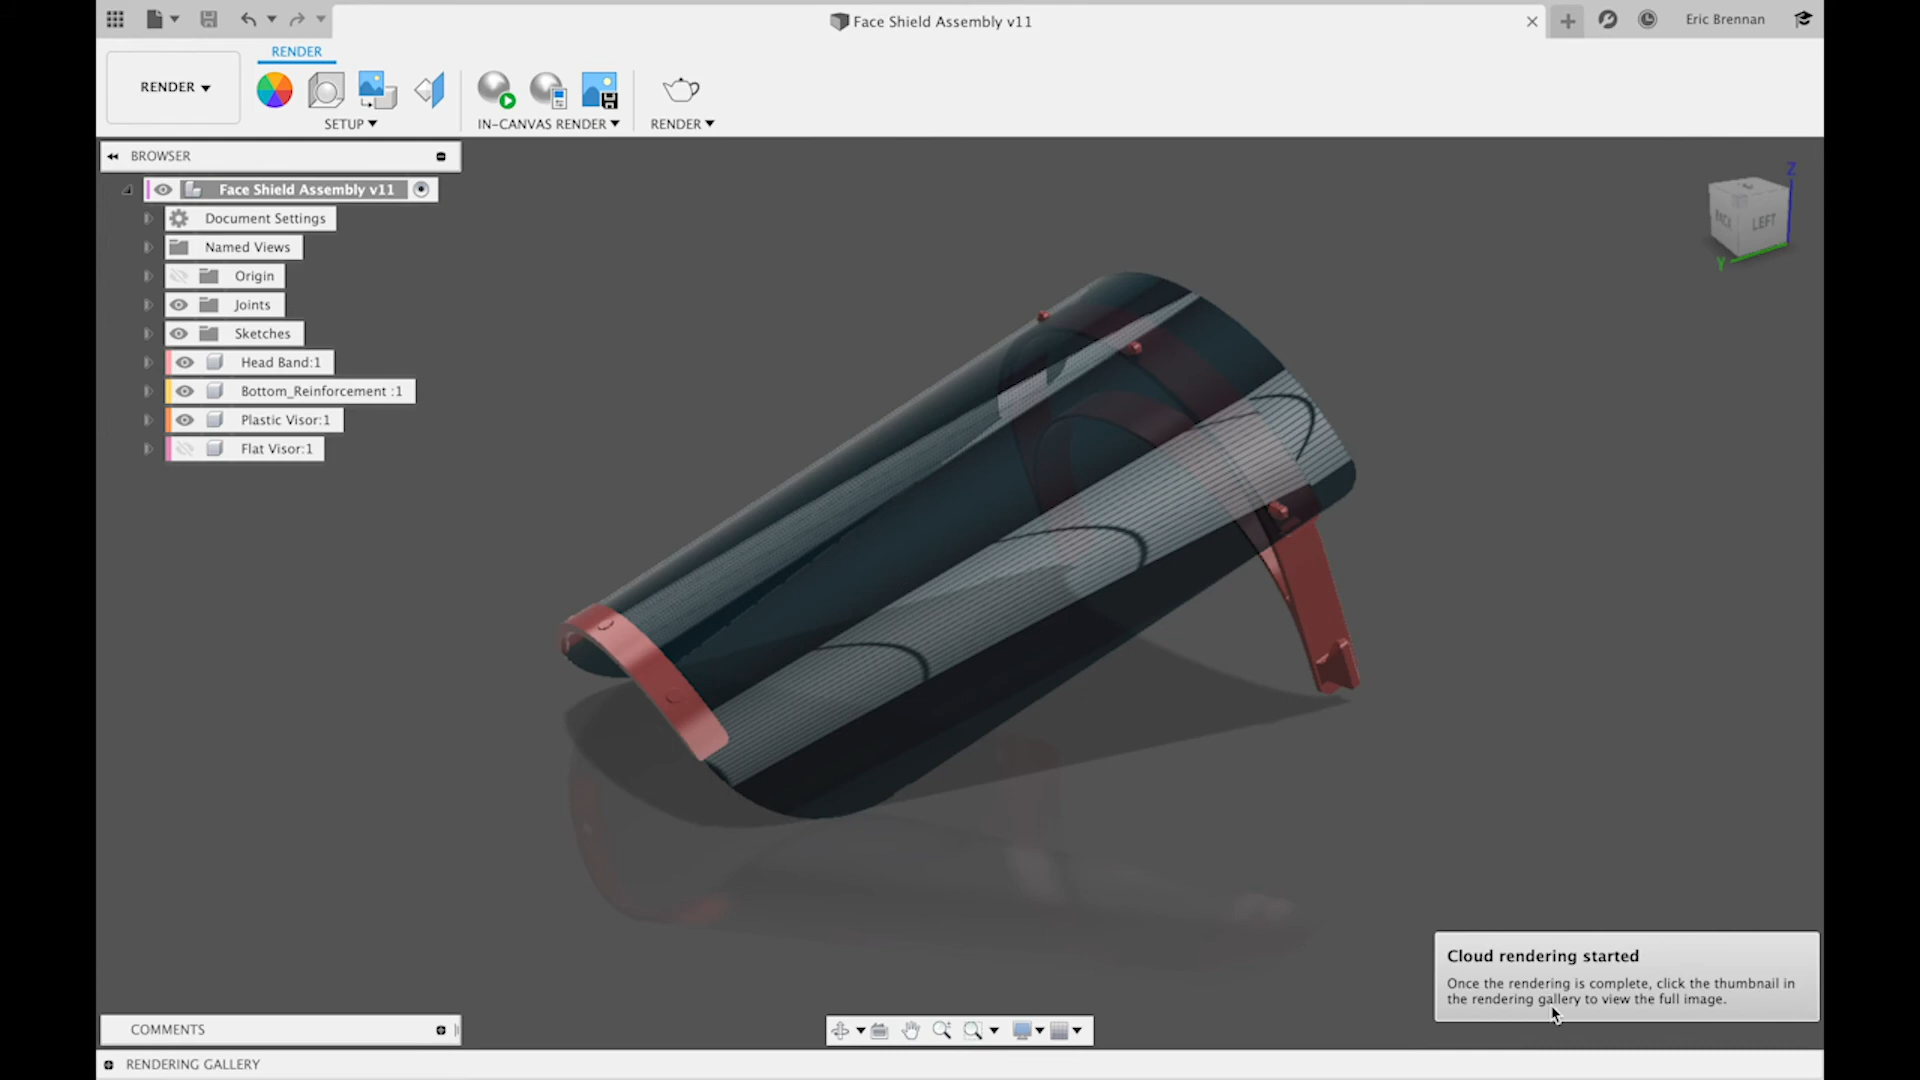 Face Shield Assembly v11
Eric Brennan
RENDER
RENDER
SETUP
IN-CANVAS RENDER
RENDER
BROWSER
Face Shield Assembly v11
Document Settings
Named Views
Origin
Joints
Sketches
Head Band:1
Bottom_Reinforcement :1
Plastic Visor:1
Flat Visor:1
Z
BACK
LEFT
Y
Cloud rendering started
Once the rendering is complete, click the thumbnail in
the rendering gallery to view the full image.
COMMENTS
RENDERING GALLERY